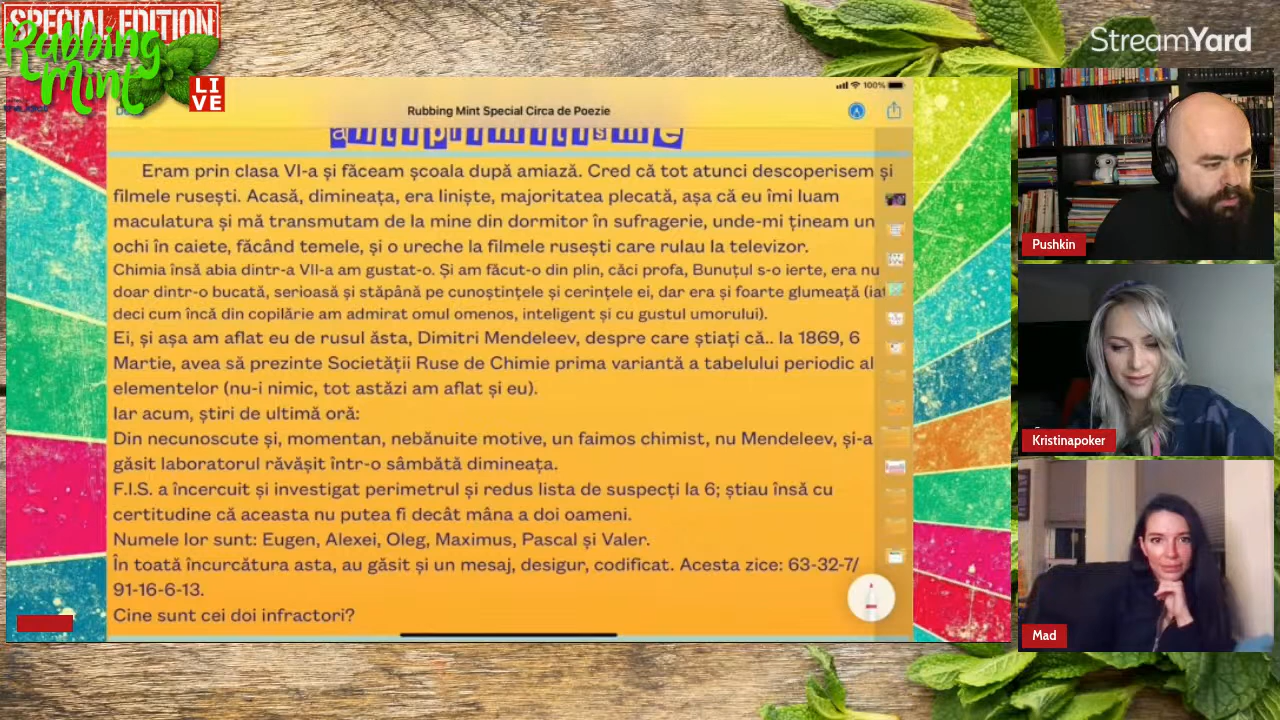 SPECIAL EDITION
Rubbing
Mint
LI
VE
StreamYard
100%
Rubbing Mint Special Circa de Poezie
antiprimitisme
Eram prin clasa VI-a și făceam școala după amiază. Cred că tot atunci descoperisem și
filmele rusești. Acasă, dimineața, era liniște, majoritatea plecată, așa că eu îmi luam
maculatura și mă transmutam de la mine din dormitor în sufragerie, unde-mi țineam un
ochi în caiete, făcând temele, și o ureche la filmele rusești care rulau la televizor.
Chimia însă abia dintr-a VII-a am gustat-o. Și am făcut-o din plin, căci profa, Bunuțul s-o ierte, era nu
doar dintr-o bucată, serioasă și stăpână pe cunoștințele și cerințele ei, dar era și foarte glumeață (iat
deci cum încă din copilărie am admirat omul omenos, inteligent și cu gustul umorului).
Ei, și așa am aflat eu de rusul ăsta, Dimitri Mendeleev, despre care știați că.. la 1869, 6
Martie, avea să prezinte Societății Ruse de Chimie prima variantă a tabelului periodic al
elementelor (nu-i nimic, tot astăzi am aflat și eu).
Iar acum, știri de ultimă oră:
Din necunoscute și, momentan, nebănuite motive, un faimos chimist, nu Mendeleev, și-a
găsit laboratorul răvășit într-o sâmbătă dimineața.
F.I.S. a încercuit și investigat perimetrul și redus lista de suspecți la 6; știau însă cu
certitudine că aceasta nu putea fi decât mâna a doi oameni.
Numele lor sunt: Eugen, Alexei, Oleg, Maximus, Pascal și Valer.
În toată încurcătura asta, au găsit și un mesaj, desigur, codificat. Acesta zice: 63-32-7/
91-16-6-13.
Cine sunt cei doi infractori?
Pushkin
Kristinapoker
Mad